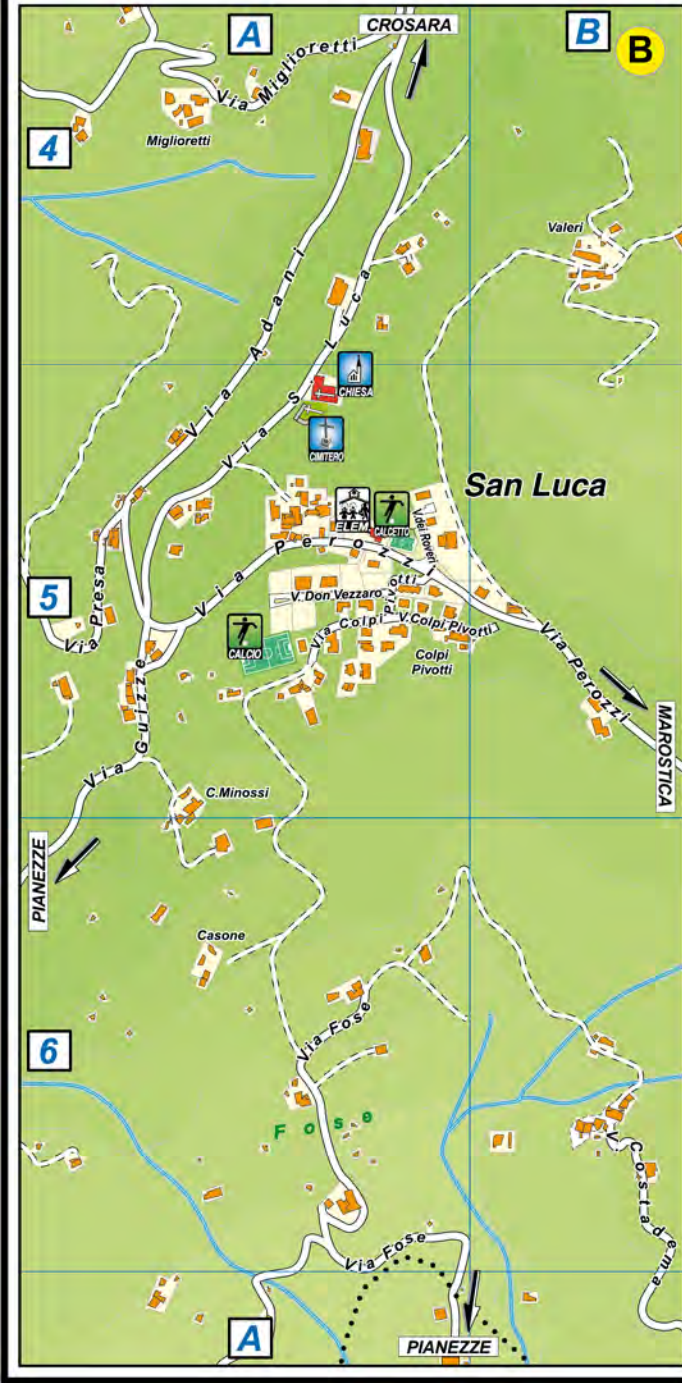 A
CROSARA
B
B
Via Miglioretti
4
Miglioretti
Valeri
Via Adani
Via S. Luca
CHIESA
CIMITERO
San Luca
ELEM.
CALCETTO
V.dei Roveri
Via Perozzi
5
Via Presa
V. Don Vezzaro
Via Colpi Pivotti
V.Colpi Pivotti
CALCIO
Colpi
Pivotti
Via Perozzi
Via Guizze
MAROSTICA
C.Minossi
PIANEZZE
Casone
6
Via Fose
Fose
V. Costadema
Via Fose
A
PIANEZZE